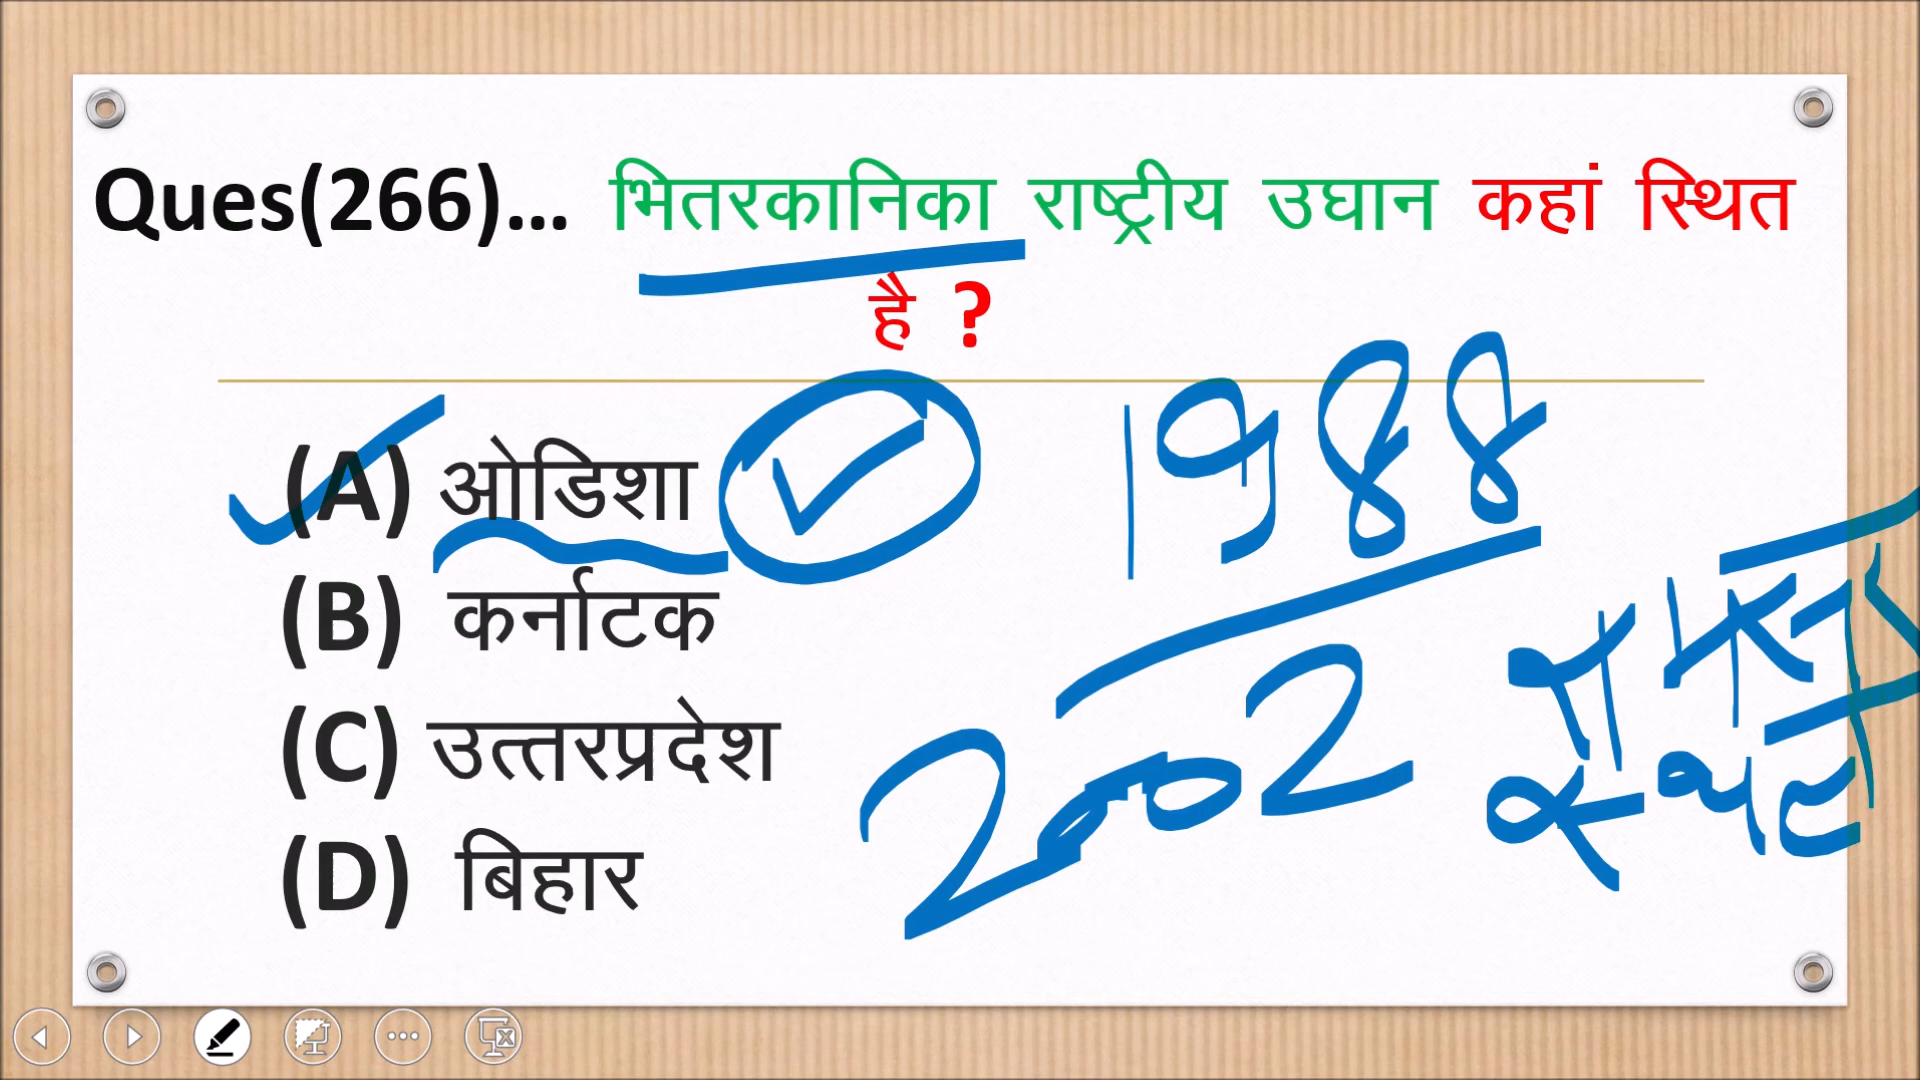 Ques(266)... भितरकानिका राष्ट्रीय उघान कहां स्थित
है ?
(A) ओडिशा
1988
(B) कर्नाटक
(C) उत्तरप्रदेश
2002
(D) बिहार